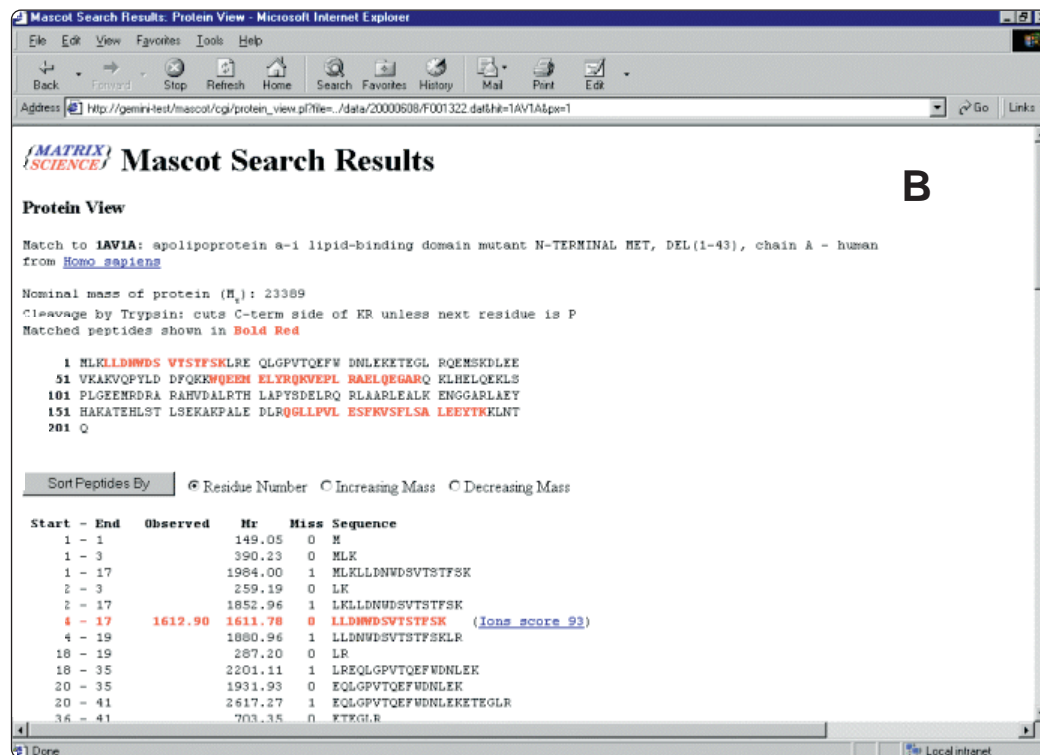 Mascot Search Results: Protein View - Microsoft Internet Explorer
File Edit View Favorites Tools Help
Back Forward Stop Refresh Home Search Favorites History Mail Print Edit
Address http://gemini-test/mascot/cgi/protein_view.pl?file=../data/20000608/F001322.dat&hit=1AV1A&px=1 Go Links
{MATRIX SCIENCE} Mascot Search Results
B
Protein View
Match to 1AV1A: apolipoprotein a-i lipid-binding domain mutant N-TERMINAL MET, DEL(1-43), chain A - human
from Homo sapiens
Nominal mass of protein (Mr): 23389
Cleavage by Trypsin: cuts C-term side of KR unless next residue is P
Matched peptides shown in Bold Red
1 MLKLLDNWDS VTSTFSKLRE QLGPVTQEFW DNLEKETEGL RQEMSKDLEE
51 VKAKVQPYLD DFQKKWQEEM ELYRQKVEPL RAELQEGARQ KLHELQEKLS
101 PLGEEMRDRA RAHVDALRTH LAPYSDELRQ RLAARLEALK ENGGARLAEY
151 HAKATEHLST LSEKAKPALE DLRQGLLPVL ESFKVSFLSA LEEYTKKLNT
201 Q
Sort Peptides By Residue Number Increasing Mass Decreasing Mass
Start - End Observed Mr Miss Sequence
1 - 1 149.05 0 M
1 - 3 390.23 0 MLK
1 - 17 1984.00 1 MLKLLDNWDSVTSTFSK
2 - 3 259.19 0 LK
2 - 17 1852.96 1 LKLLDNWDSVTSTFSK
4 - 17 1612.90 1611.78 0 LLDNWDSVTSTFSK (Ions score 93)
4 - 19 1880.96 1 LLDNWDSVTSTFSKLR
18 - 19 287.20 0 LR
18 - 35 2201.11 1 LREQLGPVTQEFWDNLEK
20 - 35 1931.93 0 EQLGPVTQEFWDNLEK
20 - 41 2617.27 1 EQLGPVTQEFWDNLEKETEGLR
36 - 41 703.35 0 ETEGLR
Done Local intranet